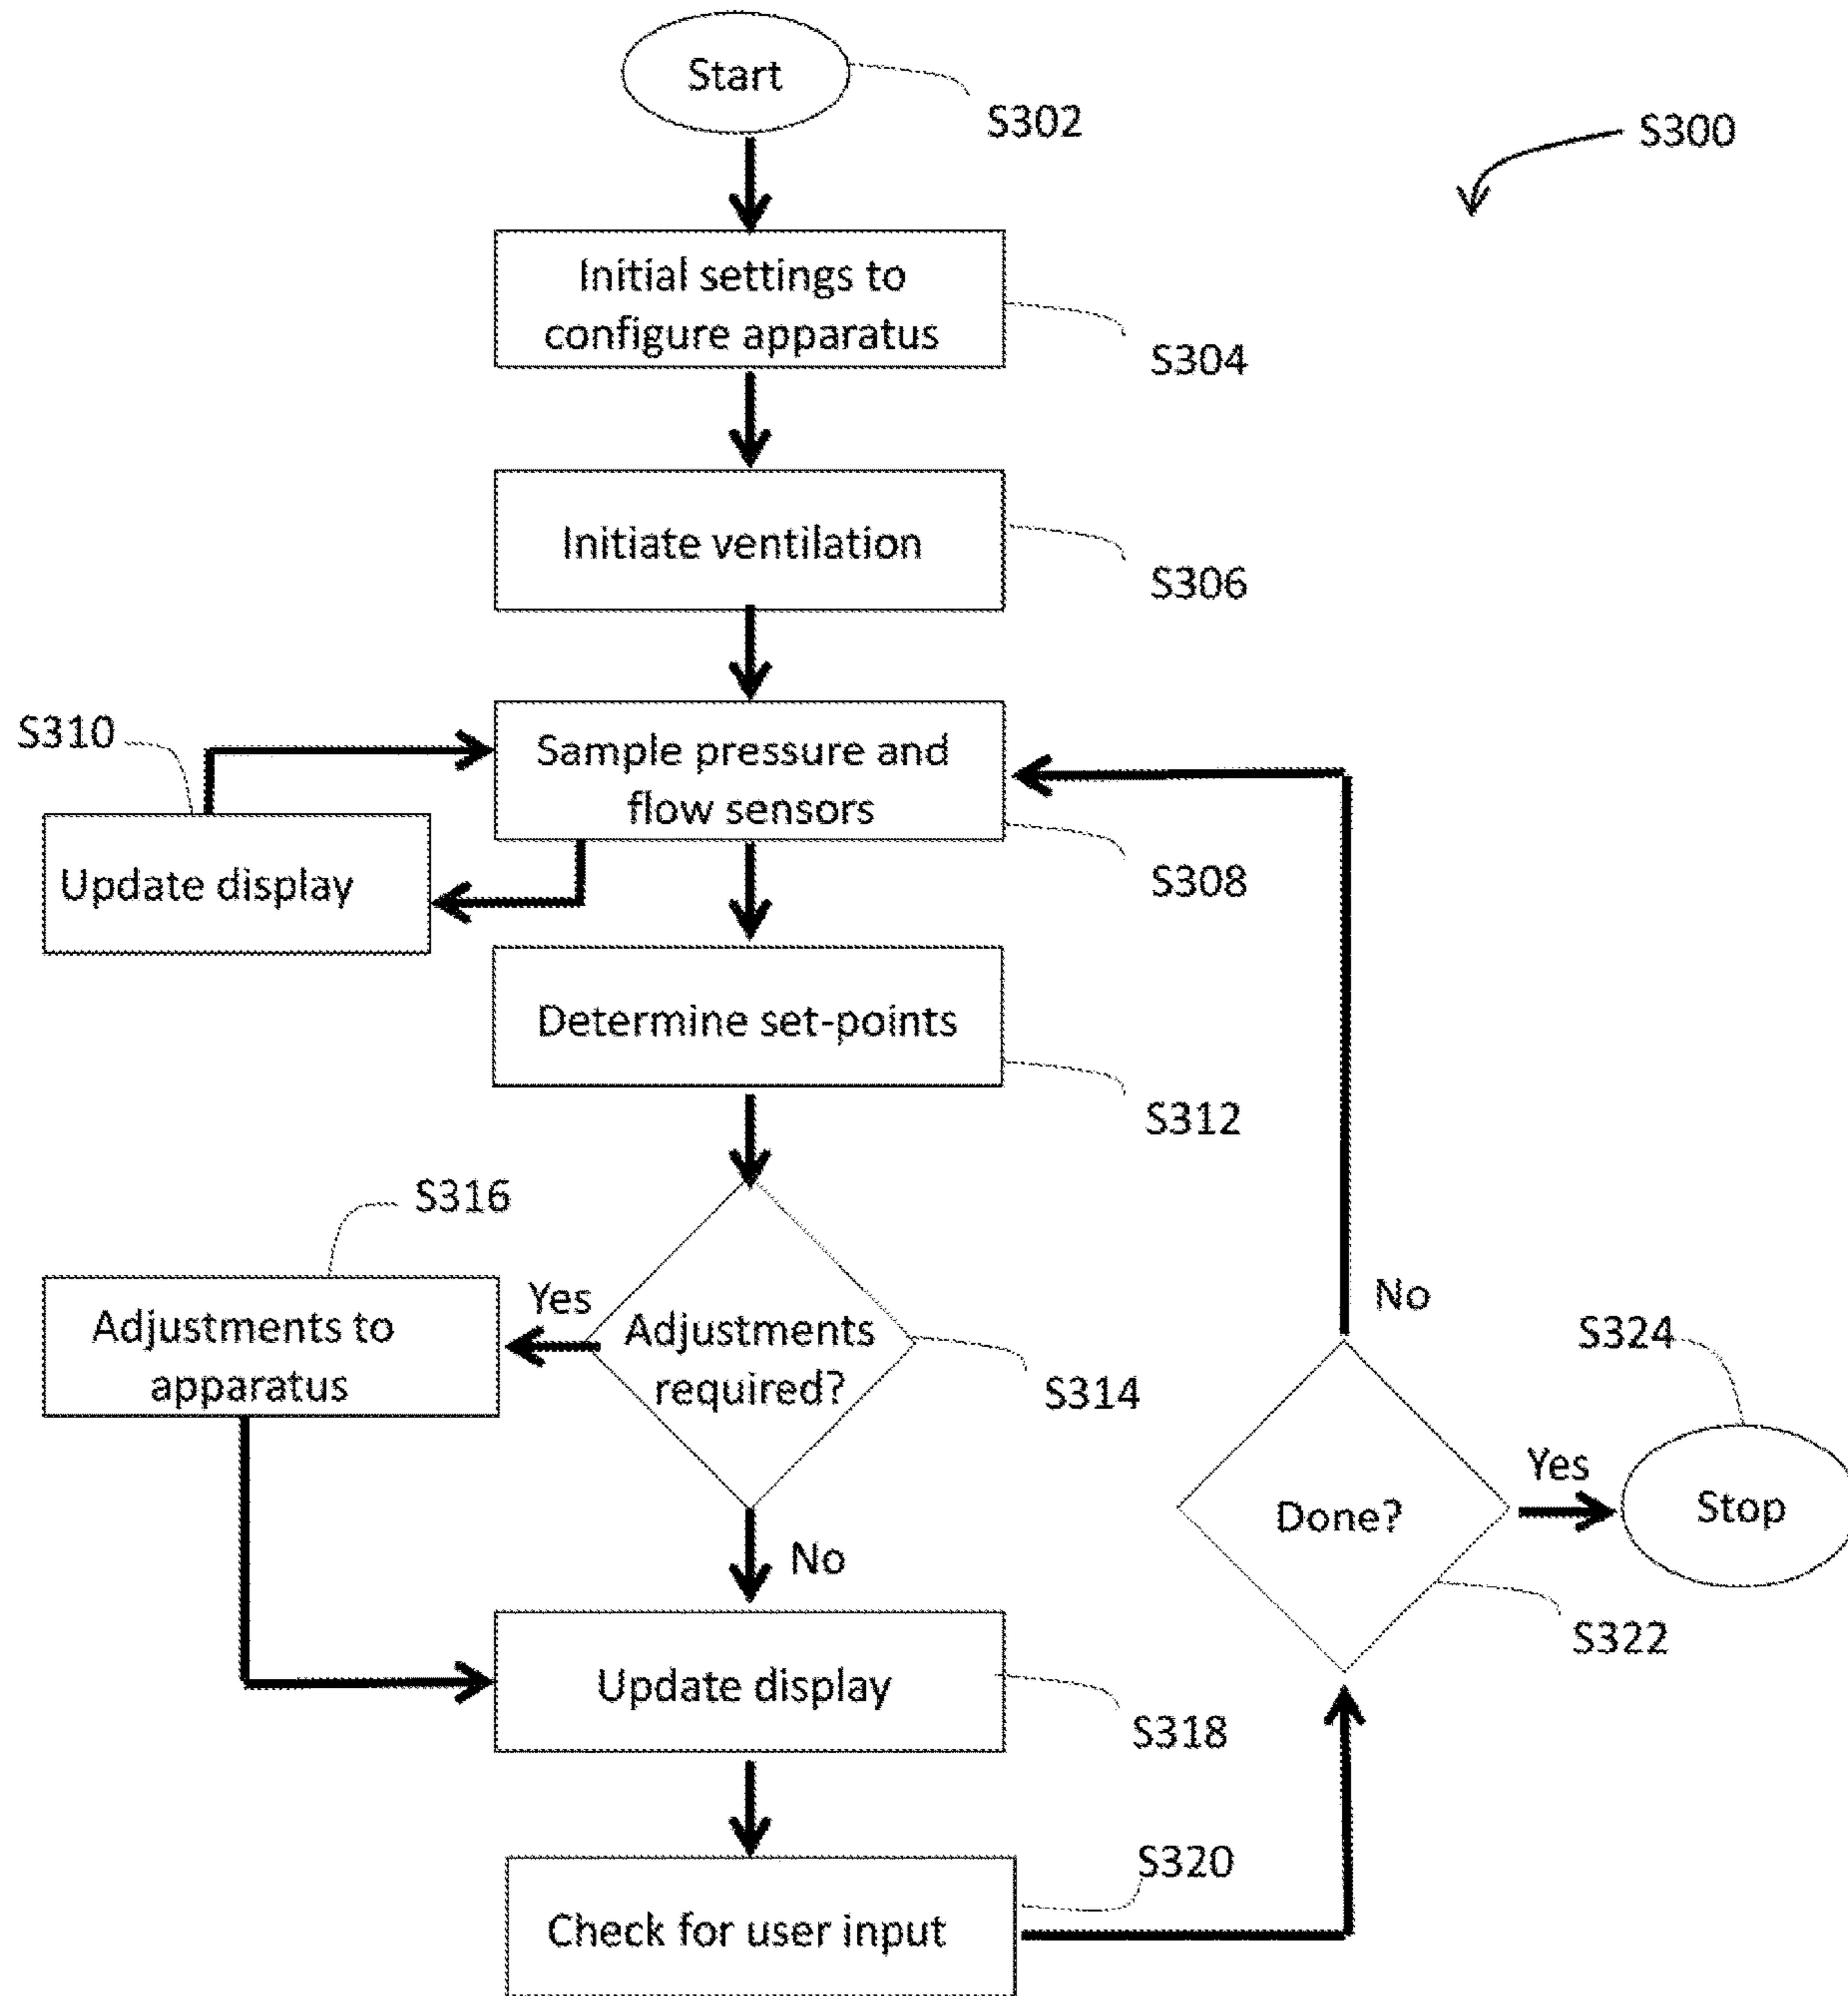 Start
S302
S300
Initial settings to
configure apparatus
S304
Initiate ventilation
S306
S310
Sample pressure and
flow sensors
Update display
S308
Determine set-points
S312
S316
Yes
Adjustments to
apparatus
Adjustments
required?
S314
No
S324
Yes
Done?
Stop
No
S322
Update display
S318
S320
Check for user input